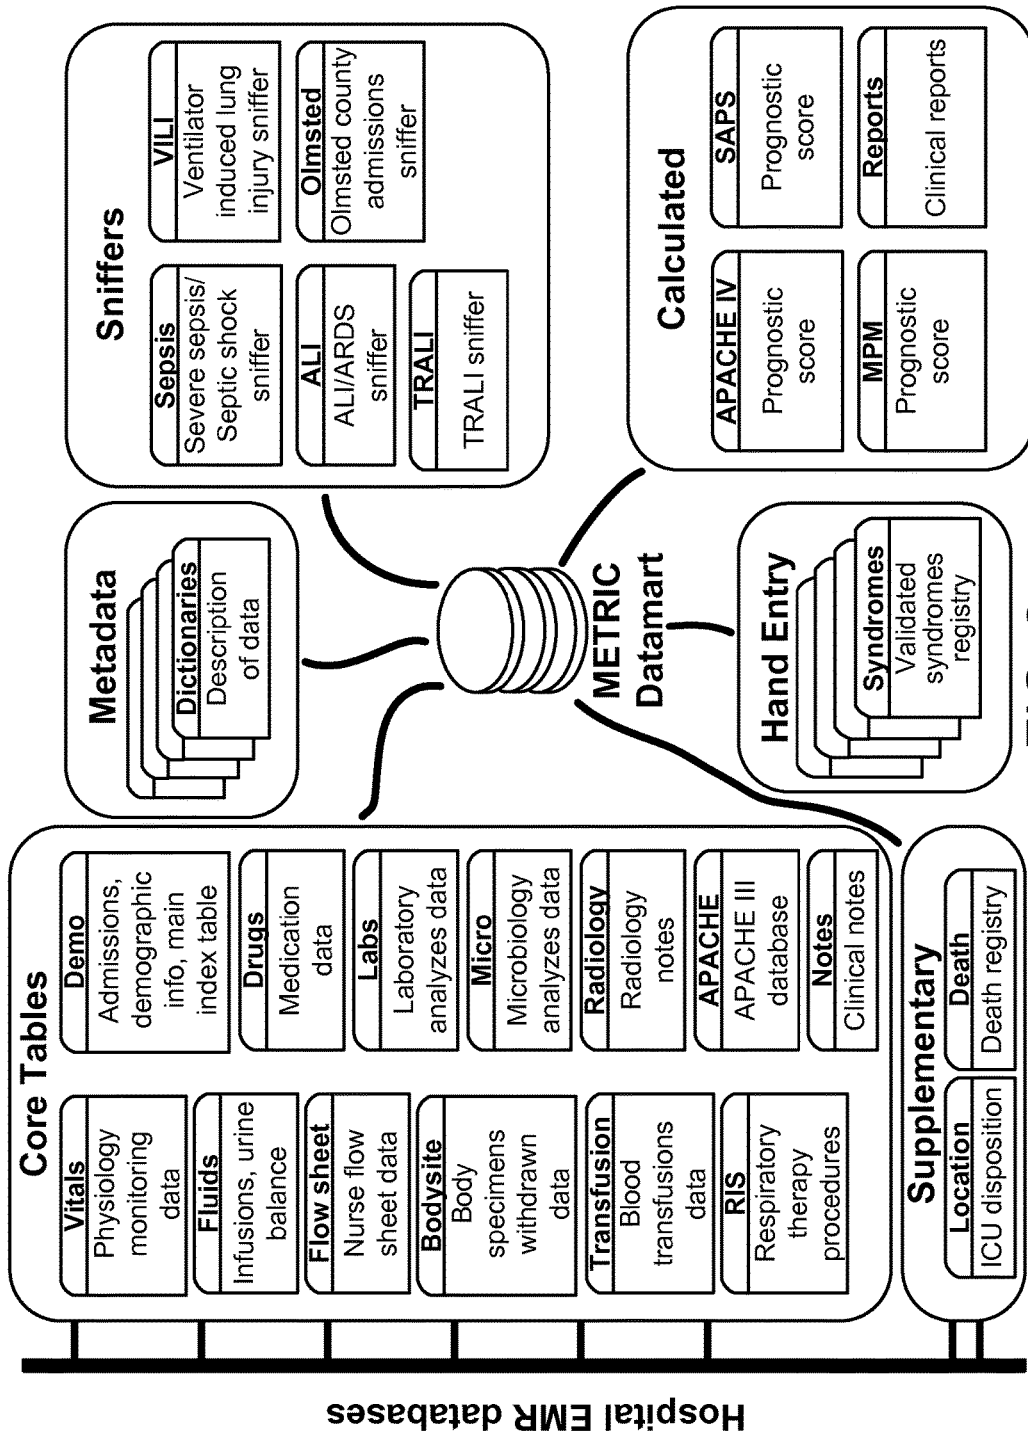 Hospital EMR databases
Core Tables
Vitals
Physiology
monitoring
data
Fluids
Infusions, urine
balance
Flow sheet
Nurse flow
sheet data
Bodysite
Body
specimens
withdrawn
data
Transfusion
Blood
transfusions
data
RIS
Respiratory
therapy
procedures
Demo
Admissions,
demographic
info, main
index table
Drugs
Medication
data
Labs
Laboratory
analyzes data
Micro
Microbiology
analyzes data
Radiology
Radiology
notes
APACHE
APACHE III
database
Notes
Clinical notes
Supplementary
Location
ICU disposition
Death
Death registry
Metadata
Dictionaries
Description
of data
METRIC
Datamart
Hand Entry
Syndromes
Validated
syndromes
registry
Sniffers
Sepsis
Severe sepsis/
Septic shock
sniffer
VILI
Ventilator
induced lung
injury sniffer
ALI
ALI/ARDS
sniffer
Olmsted
Olmsted county
admissions
sniffer
TRALI
TRALI sniffer
Calculated
APACHE IV
Prognostic
score
SAPS
Prognostic
score
MPM
Prognostic
score
Reports
Clinical reports